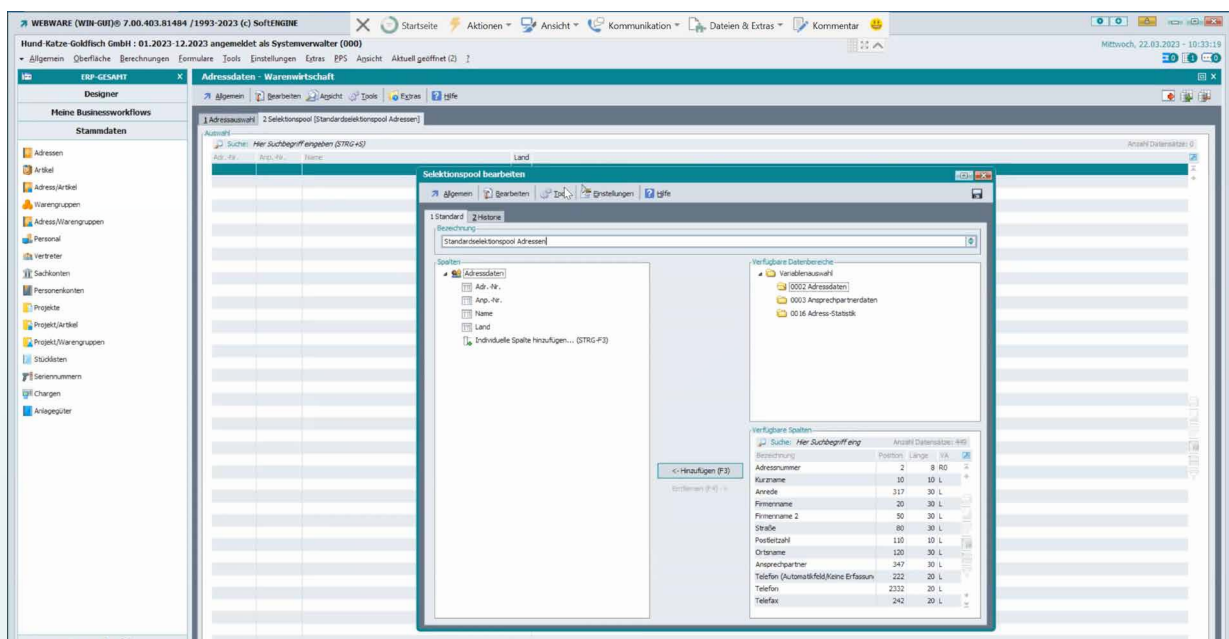 WEBWARE (WIN-GUI)® 7.00.403.81484 /1993-2023 (c) SoftENGINE
Startseite Aktionen Ansicht Kommunikation Dateien & Extras Kommentar
Hund-Katze-Goldfisch GmbH : 01.2023-12.2023 angemeldet als Systemverwalter (000)
Mittwoch, 22.03.2023 - 10:33:19
Allgemein Oberfläche Berechnungen Formulare Tools Einstellungen Extras PPS Ansicht Aktuell geöffnet (2) ?
ERP-GESAMT X
Designer
Meine Businessworkflows
Stammdaten
Adressen
Artikel
Adress/Artikel
Warengruppen
Adress/Warengruppen
Personal
Vertreter
Sachkonten
Personenkonten
Projekte
Projekt/Artikel
Projekt/Warengruppen
Stücklisten
Seriennummern
Chargen
Anlagegüter
Adressdaten - Warenwirtschaft
Allgemein Bearbeiten Ansicht Tools Extras Hilfe
1 Adressauswahl 2 Selektionspool [Standardselektionspool Adressen]
Auswahl
Suche: Hier Suchbegriff eingeben (STRG+S) Anzahl Datensätze: 0
Adr.-Nr. Anp.-Nr. Name Land
Selektionspool bearbeiten
Allgemein Bearbeiten Einstellungen Hilfe
1 Standard 2 Historie
Bezeichnung
Standardselektionspool Adressen
Spalten
Adressdaten
Adr.-Nr.
Anp.-Nr.
Name
Land
Individuelle Spalte hinzufügen... (STRG-F3)
<- Hinzufügen (F3)
Entfernen (F4) ->
Verfügbare Datenbereiche
Variablenauswahl
0002 Adressdaten
0003 Ansprechpartnerdaten
0016 Adress-Statistik
Verfügbare Spalten
Suche: Hier Suchbegriff eing Anzahl Datensätze: 449
Bezeichnung Position Länge VA
Adressnummer 2 8 R0
Kurzname 10 10 L
Anrede 317 30 L
Firmenname 20 30 L
Firmenname 2 50 30 L
Straße 80 30 L
Postleitzahl 110 10 L
Ortsname 120 30 L
Ansprechpartner 347 30 L
Telefon (Automatikfeld/Keine Erfassun 222 20 L
Telefon 2332 20 L
Telefax 242 20 L